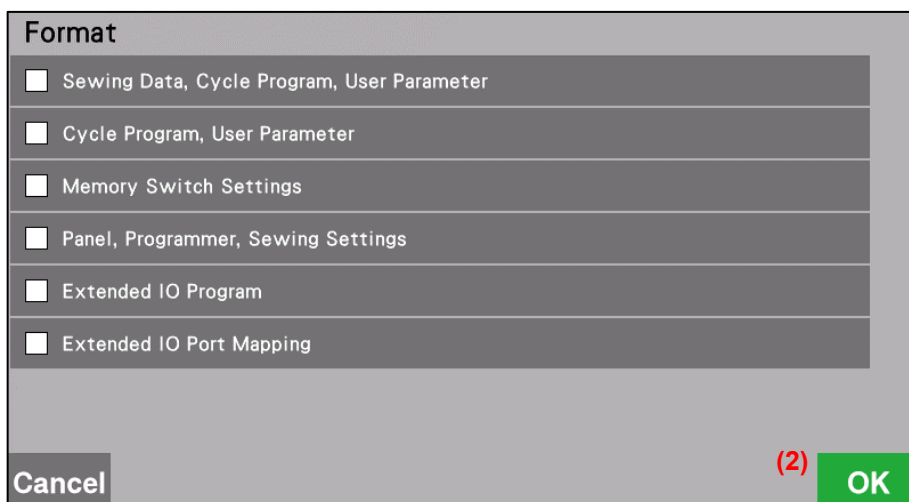 Format
Sewing Data, Cycle Program, User Parameter
Cycle Program, User Parameter
Memory Switch Settings
Panel, Programmer, Sewing Settings
Extended IO Program
Extended IO Port Mapping
(2)
Cancel
OK